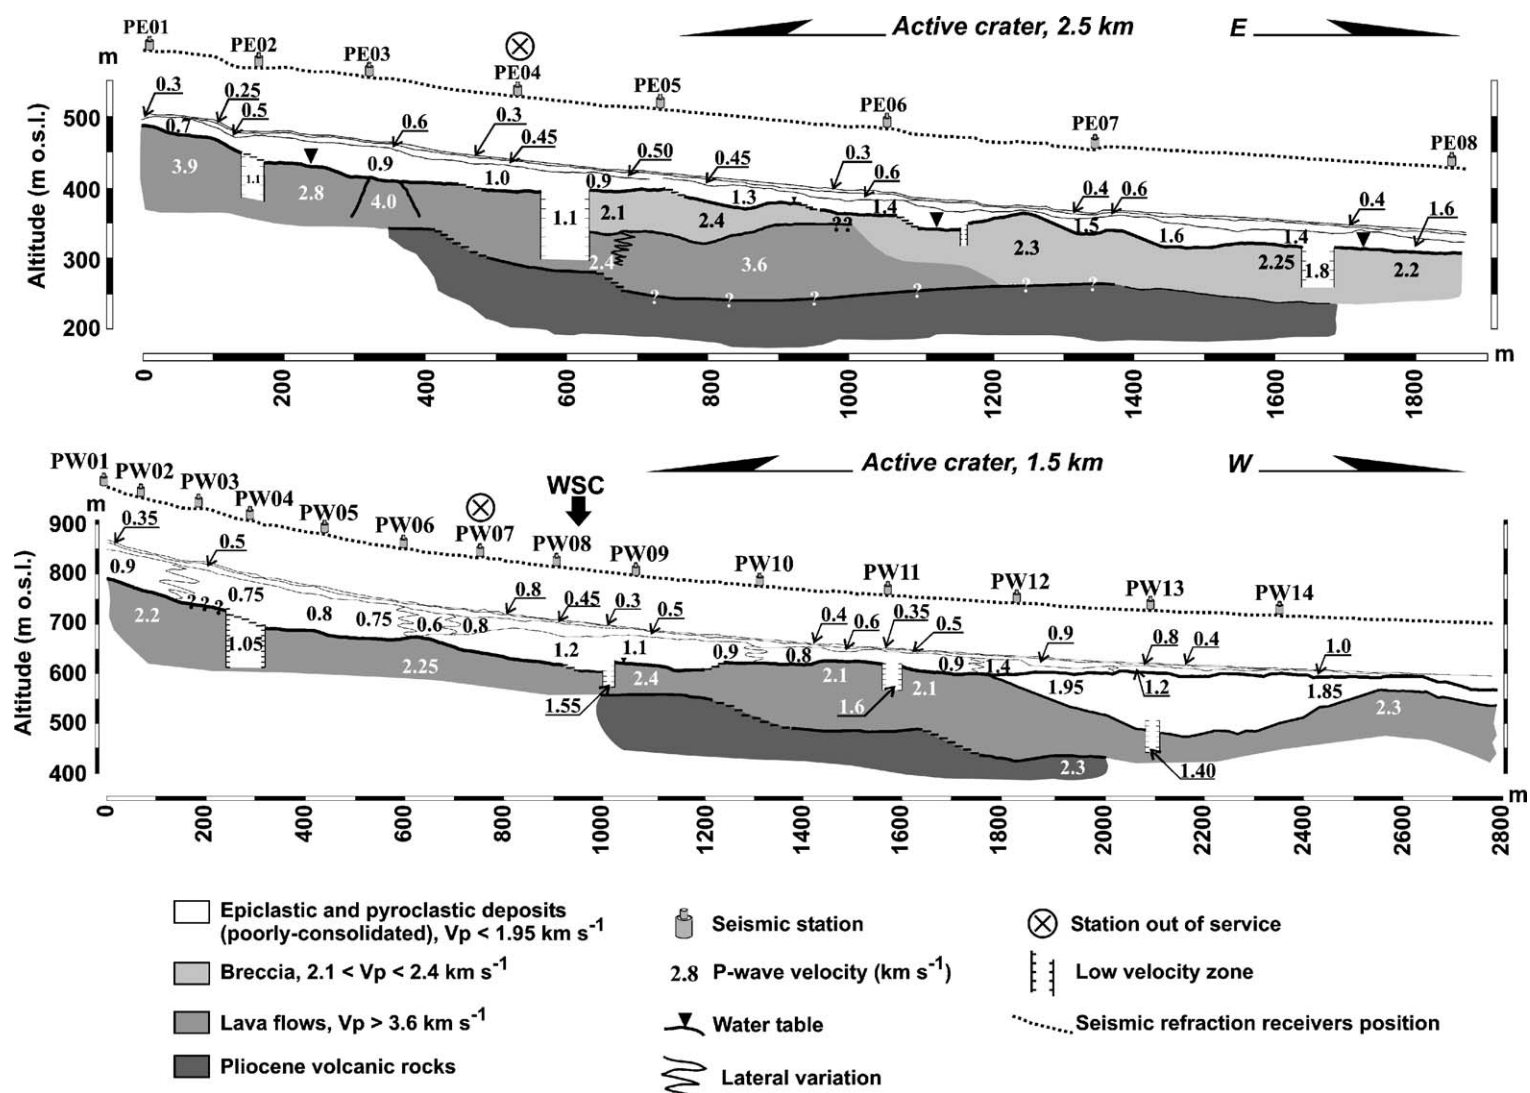 PE01
PE02
PE03
PE04
PE05
PE06
PE07
PE08
Active crater, 2.5 km
E
m
Altitude (m o.s.l.)
500
400
300
200
0.3
0.25
0.5
0.7
0.6
0.3
0.45
0.50
0.45
0.3
0.6
0.4
0.6
0.4
1.6
3.9
1.1
2.8
0.9
4.0
1.0
1.1
0.9
2.1
2.4
1.3
2.4
3.6
1.4
??
2.3
1.5
1.6
1.4
2.25
1.8
2.2
? ? ? ? ? ?
0 200 400 600 800 1000 1200 1400 1600 1800
m
PW01
PW02
PW03
PW04
PW05
PW06
PW07
PW08
WSC
PW09
PW10
PW11
PW12
PW13
PW14
Active crater, 1.5 km
W
m
Altitude (m o.s.l.)
900
800
700
600
500
400
0.35
0.5
0.9
2.2
? ? ?
0.75
1.05
0.8
0.75
0.6
0.8
2.25
0.8
0.45
0.3
0.5
1.2
1.1
1.55
2.4
0.9
0.8
0.4
0.6
0.35
0.5
2.1
1.6
2.1
0.9
1.4
0.9
1.95
0.8
0.4
1.2
1.0
1.85
2.3
1.40
2.3
0 200 400 600 800 1000 1200 1400 1600 1800 2000 22000 22400 22600 2800
m
Epiclastic and pyroclastic deposits
(poorly-consolidated), Vp < 1.95 km s⁻¹
Breccia, 2.1 < Vp < 2.4 km s⁻¹
Lava flows, Vp > 3.6 km s⁻¹
Pliocene volcanic rocks
Seismic station
2.8 P-wave velocity (km s⁻¹)
Water table
Lateral variation
Station out of service
Low velocity zone
Seismic refraction receivers position